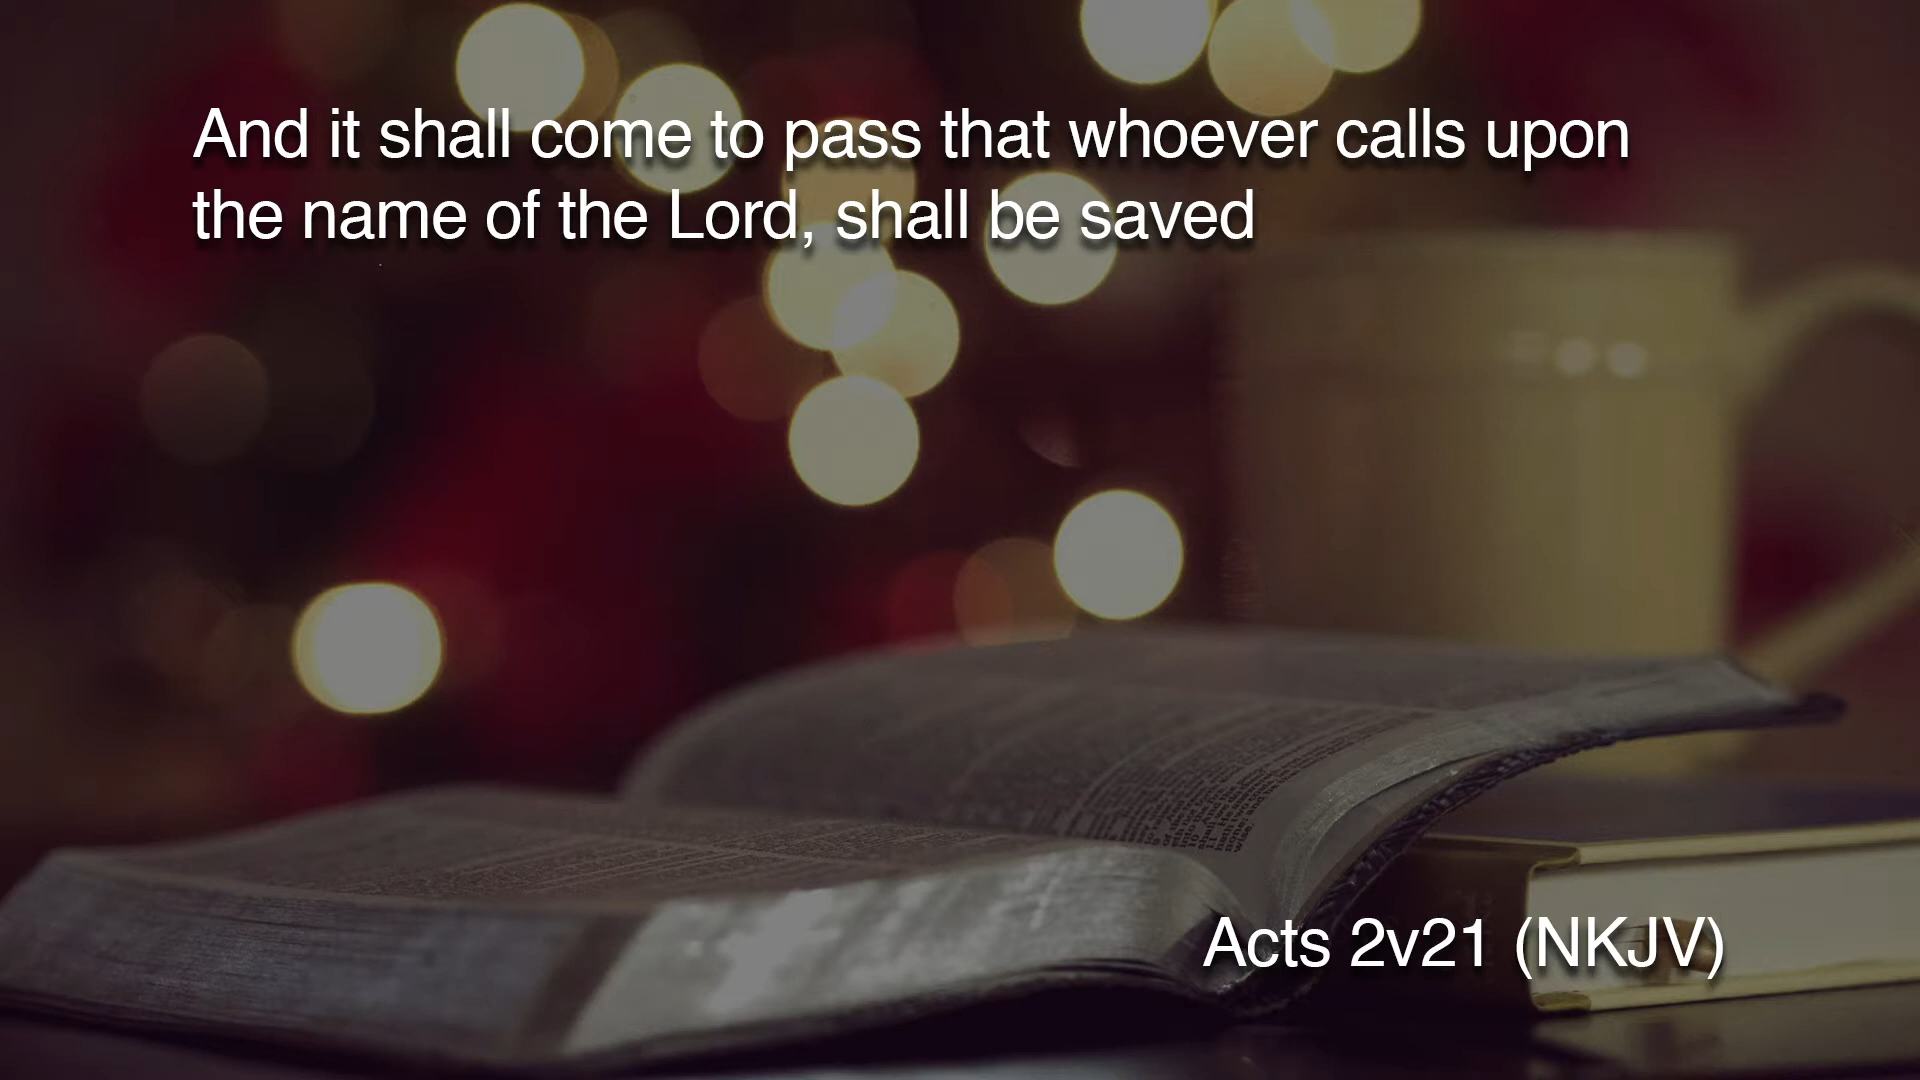 And it shall come to pass that whoever calls upon
the name of the Lord, shall be saved
Acts 2v21 (NKJV)